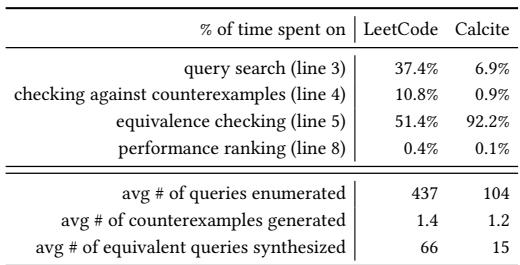 % of time spent on LeetCode Calcite
query search (line 3) 37.4% 6.9%
checking against counterexamples (line 4) 10.8% 0.9%
equivalence checking (line 5) 51.4% 92.2%
performance ranking (line 8) 0.4% 0.1%
avg # of queries enumerated 437 104
avg # of counterexamples generated 1.4 1.2
avg # of equivalent queries synthesized 66 15